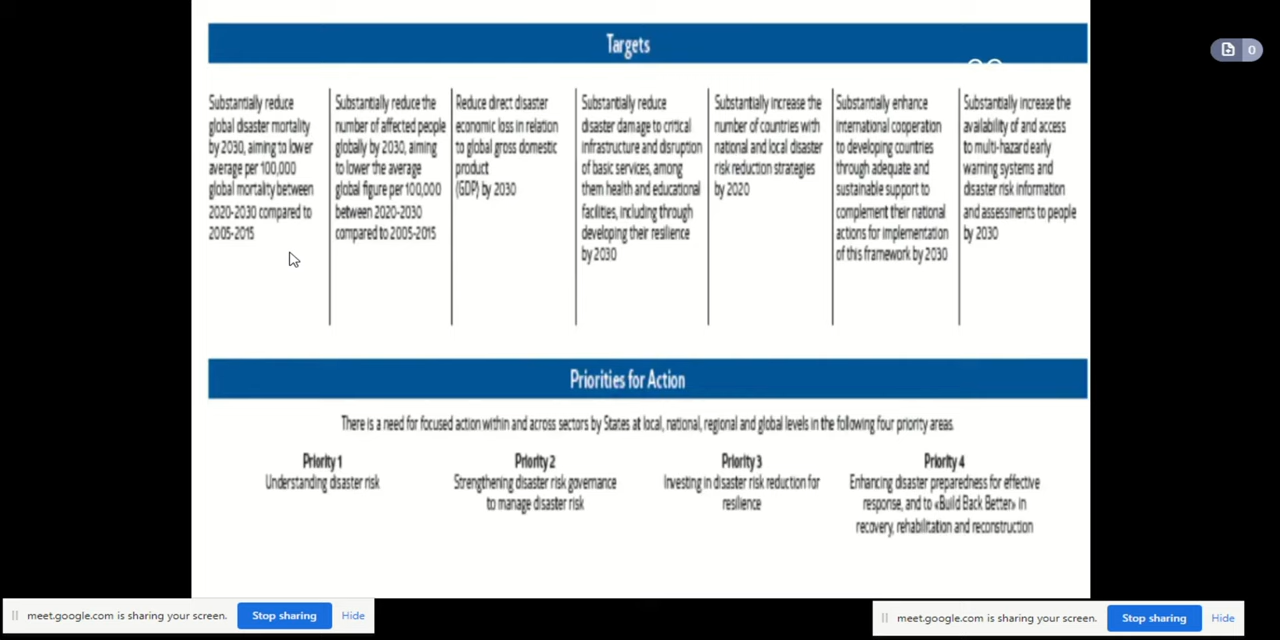 Targets
0
Substantially reduce
global disaster mortality
by 2030, aiming to lower
average per 100,000
global mortality between
2020-2030 compared to
2005-2015
Substantially reduce the
number of affected people
globally by 2030, aiming
to lower the average
global figure per 100,000
between 2020-2030
compared to 2005-2015
Reduce direct disaster
economic loss in relation
to global gross domestic
product
(GDP) by 2030
Substantially reduce
disaster damage to critical
infrastructure and disruption
of basic services, among
them health and educational
facilities, including through
developing their resilience
by 2030
Substantially increase the
number of countries with
national and local disaster
risk reduction strategies
by 2020
Substantially enhance
international cooperation
to developing countries
through adequate and
sustainable support to
complement their national
actions for implementation
of this framework by 2030
Substantially increase the
availability of and access
to multi-hazard early
warning systems and
disaster risk information
and assessments to people
by 2030
Priorities for Action
There is a need for focused action within and across sectors by States at local, national, regional and global levels in the following four priority areas.
Priority 1
Understanding disaster risk
Priority 2
Strengthening disaster risk governance
to manage disaster risk
Priority 3
Investing in disaster risk reduction for
resilience
Priority 4
Enhancing disaster preparedness for effective
response, and to «Build Back Better» in
recovery, rehabilitation and reconstruction
meet.google.com is sharing your screen. Stop sharing Hide
meet.google.com is sharing your screen. Stop sharing Hide